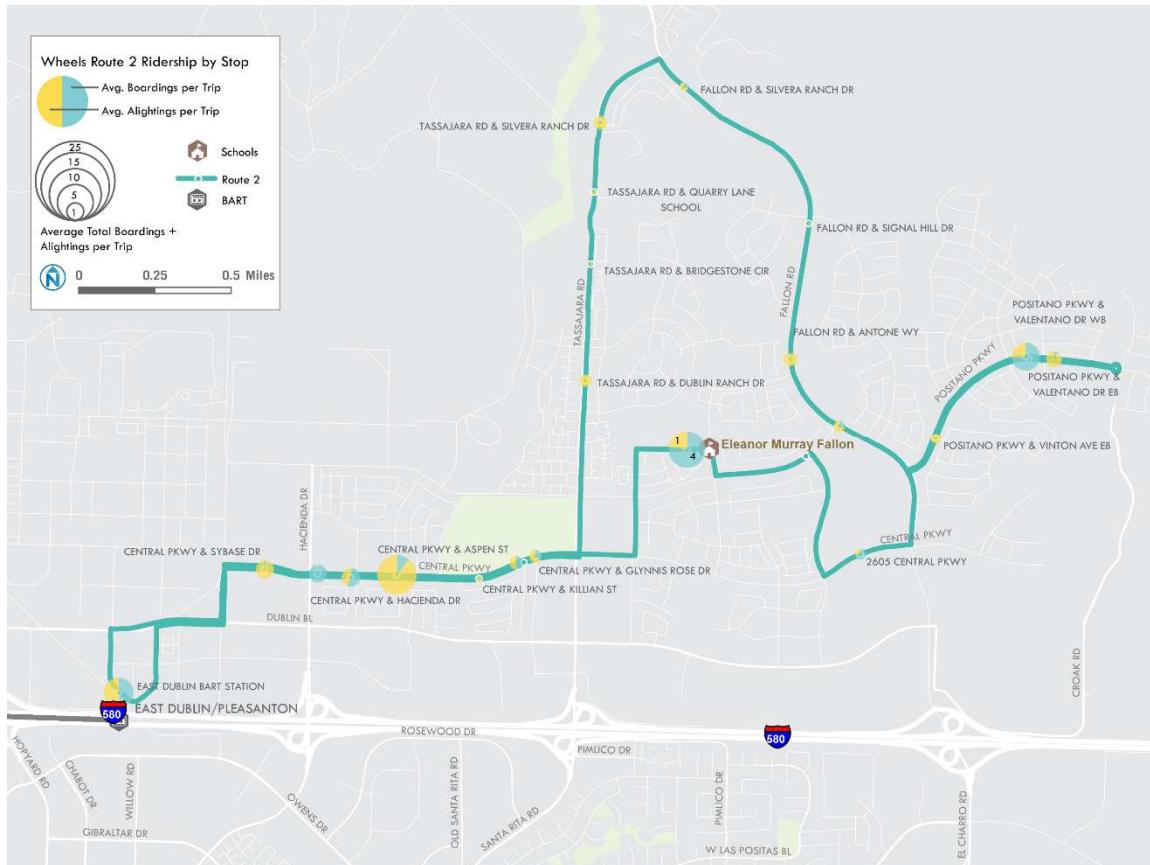 Wheels Route 2 Ridership by Stop
Avg. Boardings per Trip
Avg. Alightings per Trip
25
15
10
5
1
Schools
Route 2
BART
Average Total Boardings +
Alightings per Trip
N
0 0.25 0.5 Miles
FALLON RD & SILVERA RANCH DR
TASSAJARA RD & SILVERA RANCH DR
TASSAJARA RD & QUARRY LANE
SCHOOL
FALLON RD & SIGNAL HILL DR
TASSAJARA RD & BRIDGESTONE CIR
FALLON RD
TASSAJARA RD
POSITANO PKWY &
VALENTANO DR WB
FALLON RD & ANTONE WY
POSITANO PKWY
POSITANO PKWY &
VALENTANO DR EB
TASSAJARA RD & DUBLIN RANCH DR
1
4
Eleanor Murray Fallon
POSITANO PKWY & VINTON AVE EB
HACIENDA DR
CENTRAL PKWY
2605 CENTRAL PKWY
CENTRAL PKWY & SYBASE DR
CENTRAL PKWY & ASPEN ST
CENTRAL PKWY
CENTRAL PKWY & GLYNNIS ROSE DR
CENTRAL PKWY & KILLIAN ST
CENTRAL PKWY & HACIENDA DR
DUBLIN BL
CROAK RD
EAST DUBLIN BART STATION
EAST DUBLIN/PLEASANTON
580
ROSEWOOD DR
580
PIMLICO DR
HOPYARD RD
CHABOT DR
WILLOW RD
OWENS DR
OLD SANTA RITA RD
SANTA RITA RD
PIMLICO DR
EL CHARRO RD
GIBRALTAR DR
W LAS POSITAS BL